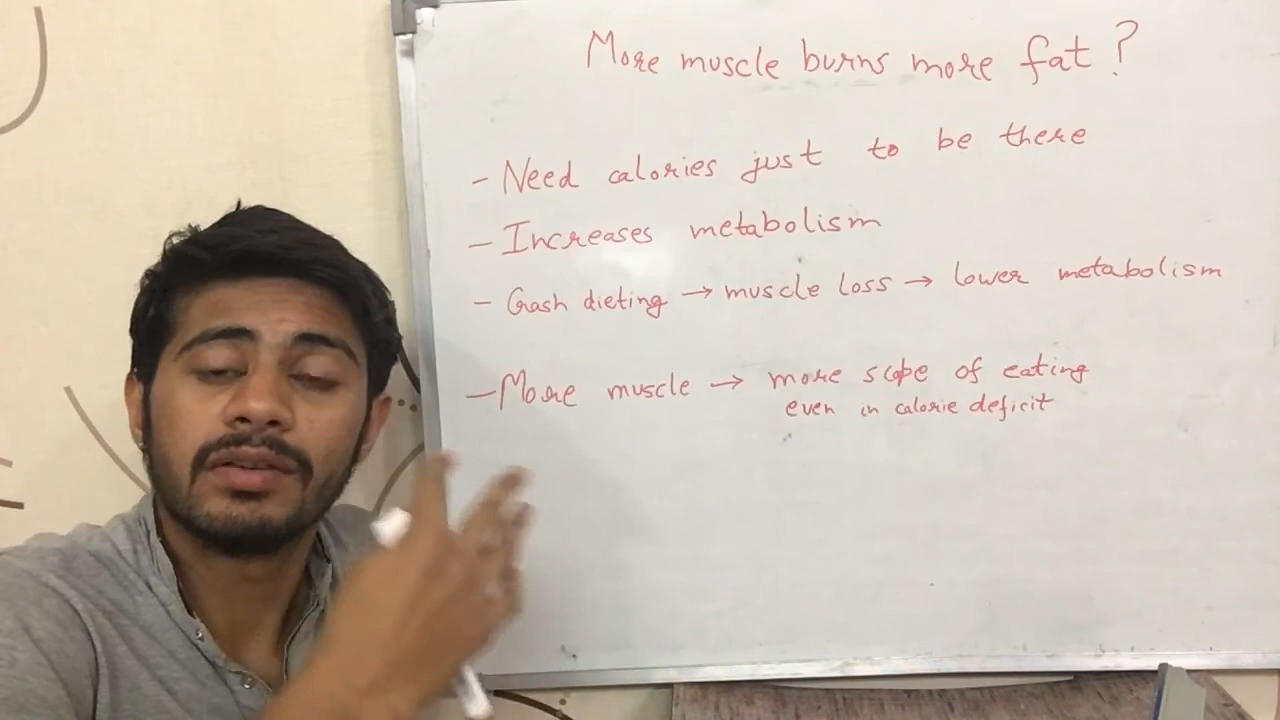 More muscle burns more fat?
- Need calories just to be there
- Increases metabolism
- Crash dieting → muscle loss → lower metabolism
- More muscle → more scope of eating
even in calorie deficit